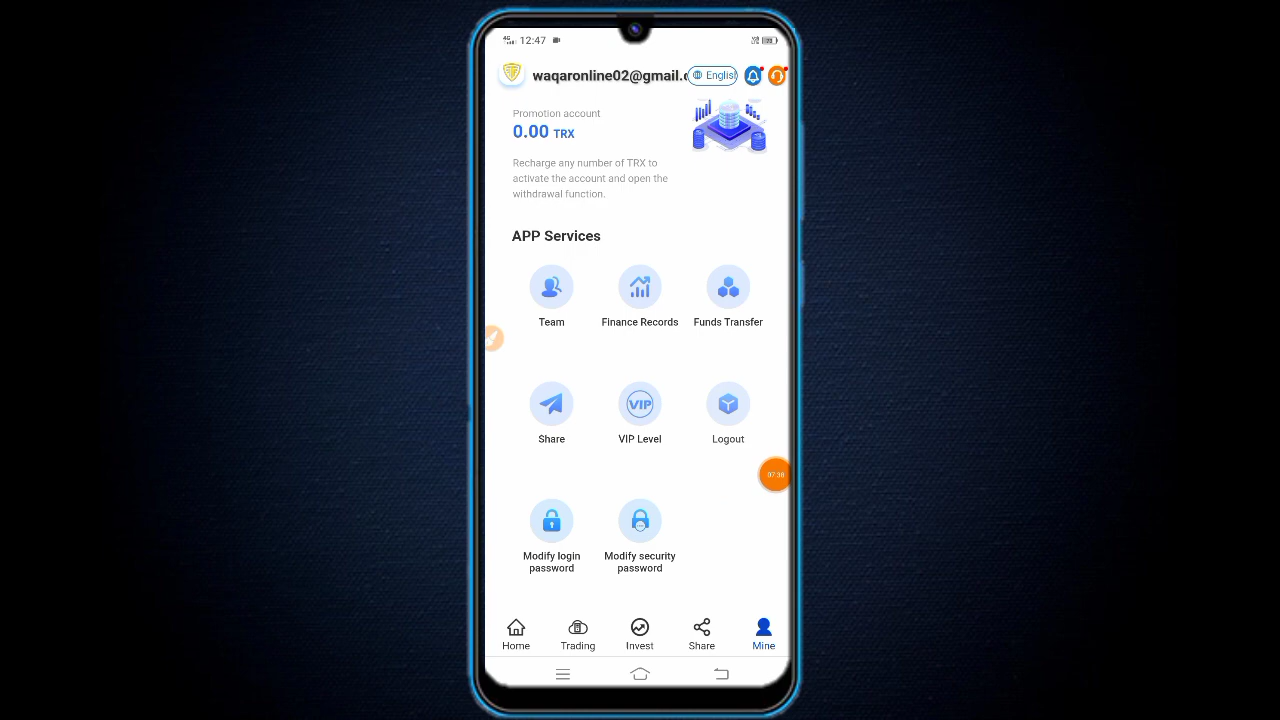 12:47
waqaronline02@gmail.c
English
Promotion account
0.00 TRX
Recharge any number of TRX to
activate the account and open the
withdrawal function.
APP Services
Team
Finance Records
Funds Transfer
Share
VIP
VIP Level
Logout
07:38
Modify login
password
Modify security
password
Home
Trading
Invest
Share
Mine